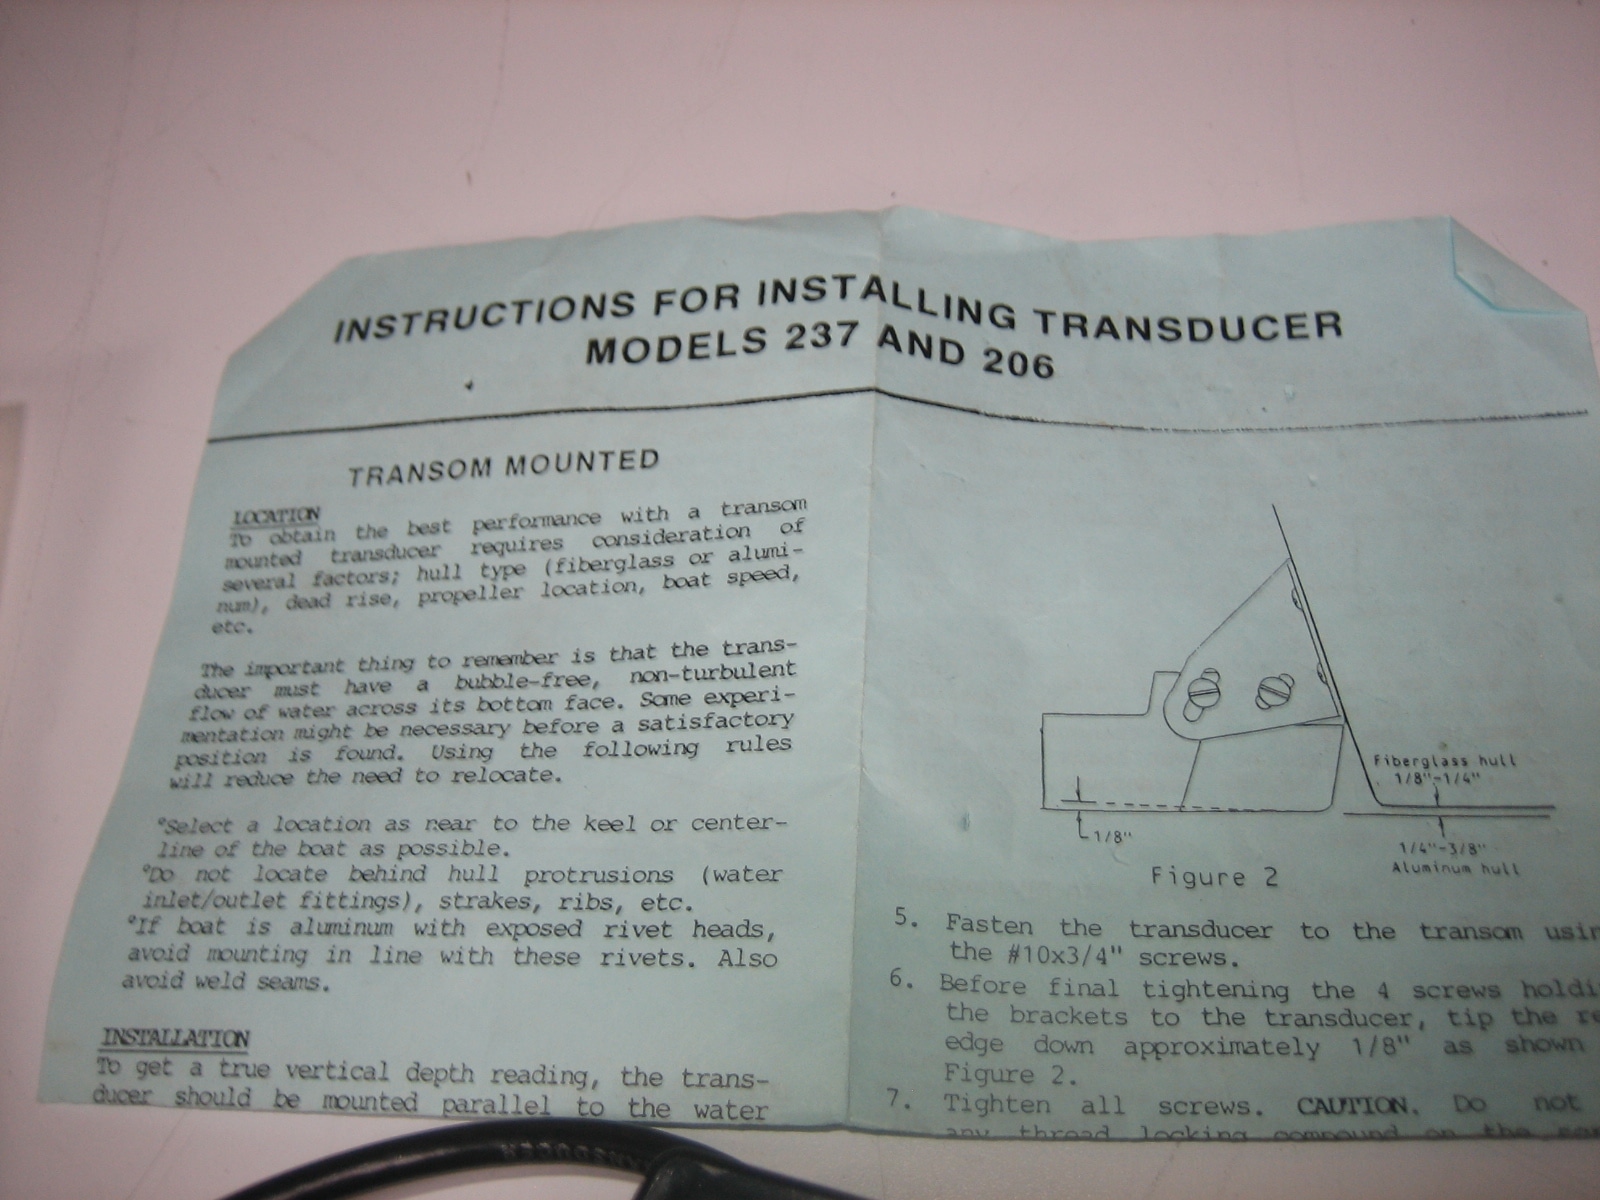 INSTRUCTIONS FOR INSTALLING TRANSDUCER
MODELS 237 AND 206
TRANSOM MOUNTED
LOCATION
To obtain the best performance with a transom
mounted transducer requires consideration of
several factors; hull type (fiberglass or alumi-
num), dead rise, propeller location, boat speed,
etc.
The important thing to remember is that the trans-
ducer must have a bubble-free, non-turbulent
flow of water across its bottom face. Some experi-
mentation might be necessary before a satisfactory
position is found. Using the following rules
will reduce the need to relocate.
°Select a location as near to the keel or center-
line of the boat as possible.
°Do not locate behind hull protrusions (water
inlet/outlet fittings), strakes, ribs, etc.
°If boat is aluminum with exposed rivet heads,
avoid mounting in line with these rivets. Also
avoid weld seams.
INSTALLATION
To get a true vertical depth reading, the trans-
ducer should be mounted parallel to the water
Fiberglass hull
1/8"-1/4"
1/8"
1/4"-3/8"
Aluminum hull
Figure 2
5. Fasten the transducer to the transom usin
the #10x3/4" screws.
6. Before final tightening the 4 screws holdi
the brackets to the transducer, tip the re
edge down approximately 1/8" as shown
Figure 2.
7. Tighten all screws. CAUTION. Do not
any thread locking compound on the